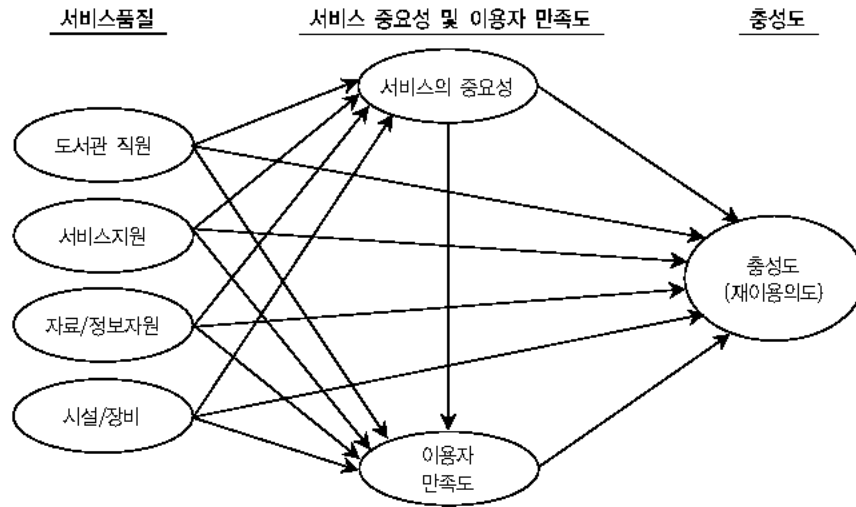 서비스품질
서비스 중요성 및 이용자 만족도
충성도
서비스의 중요성
도서관 직원
서비스지원
자료/정보자원
시설/장비
충성도
(재이용의도)
이용자
만족도